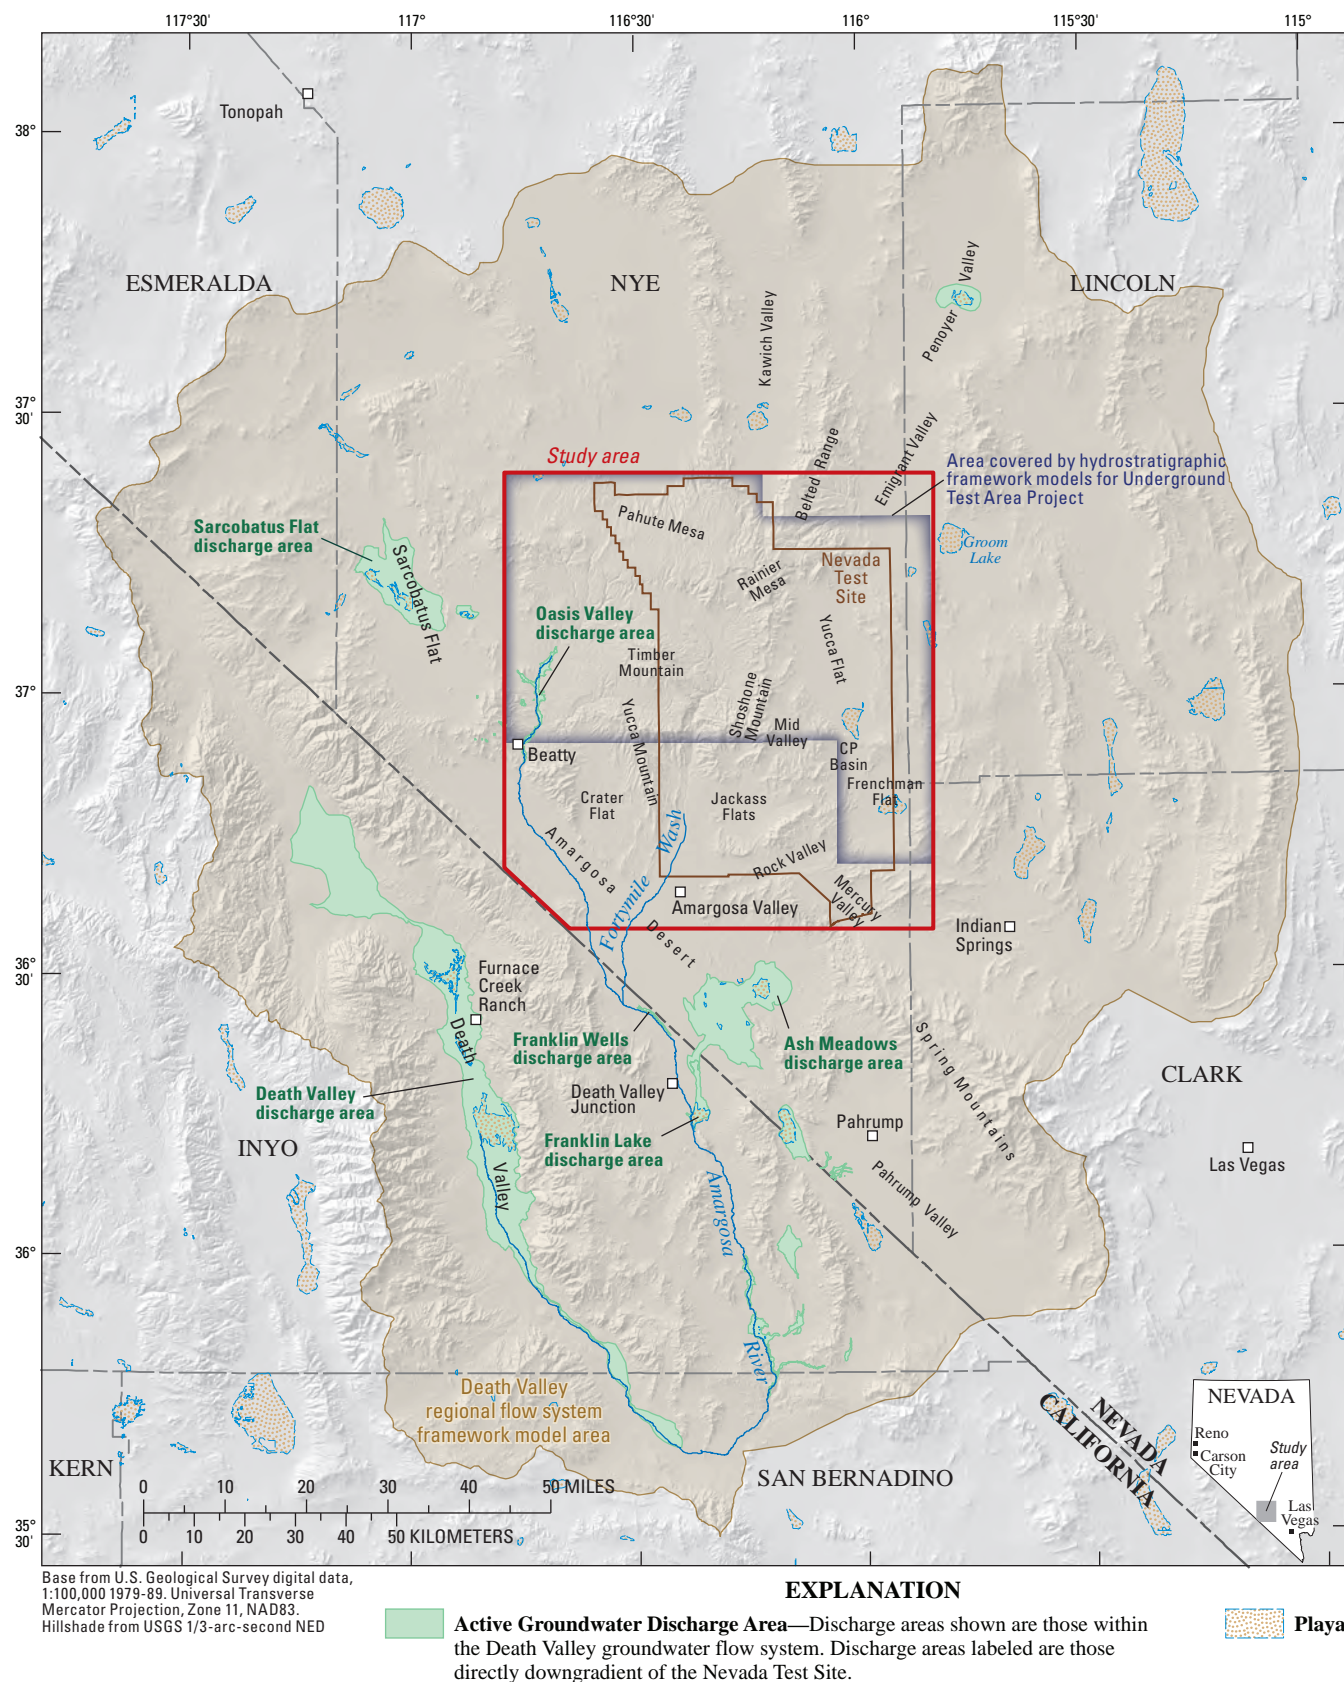 117°30'
117°
116°30'
116°
115°30'
115°
38°
37°
30'
37°
36°
30'
36°
35°
30'
Tonopah
ESMERALDA
NYE
LINCOLN
Kawich Valley
Penoyer Valley
Study area
Belted Range
Emigrant Valley
Area covered by hydrostratigraphic
framework models for Underground
Test Area Project
Sarcobatus Flat
discharge area
Sarcobatus Flat
Pahute Mesa
Rainier
Mesa
Nevada
Test
Site
Groom
Lake
Oasis Valley
discharge area
Timber
Mountain
Yucca Flat
Shoshone
Mountain
Yucca Mountain
Mid
Valley
Beatty
CP
Basin
Frenchman
Flat
Crater
Flat
Jackass
Flats
Amargosa
Desert
Fortymile Wash
Rock Valley
Mercury
Valley
Amargosa Valley
Indian
Springs
Furnace
Creek
Ranch
Death
Valley
Franklin Wells
discharge area
Ash Meadows
discharge area
Spring Mountains
Death Valley
discharge area
Death Valley
Junction
CLARK
Pahrump
INYO
Franklin Lake
discharge area
Las Vegas
Pahrump Valley
Amargosa
River
Death Valley
regional flow system
framework model area
NEVADA
CALIFORNIA
KERN
SAN BERNADINO
0 10 20 30 40 50 MILES
0 10 20 30 40 50 KILOMETERS
NEVADA
Reno
Carson
City
Study
area
Las
Vegas
Base from U.S. Geological Survey digital data,
1:100,000 1979-89. Universal Transverse
Mercator Projection, Zone 11, NAD83.
Hillshade from USGS 1/3-arc-second NED
EXPLANATION
Active Groundwater Discharge Area—Discharge areas shown are those within
the Death Valley groundwater flow system. Discharge areas labeled are those
directly downgradient of the Nevada Test Site.
Playa